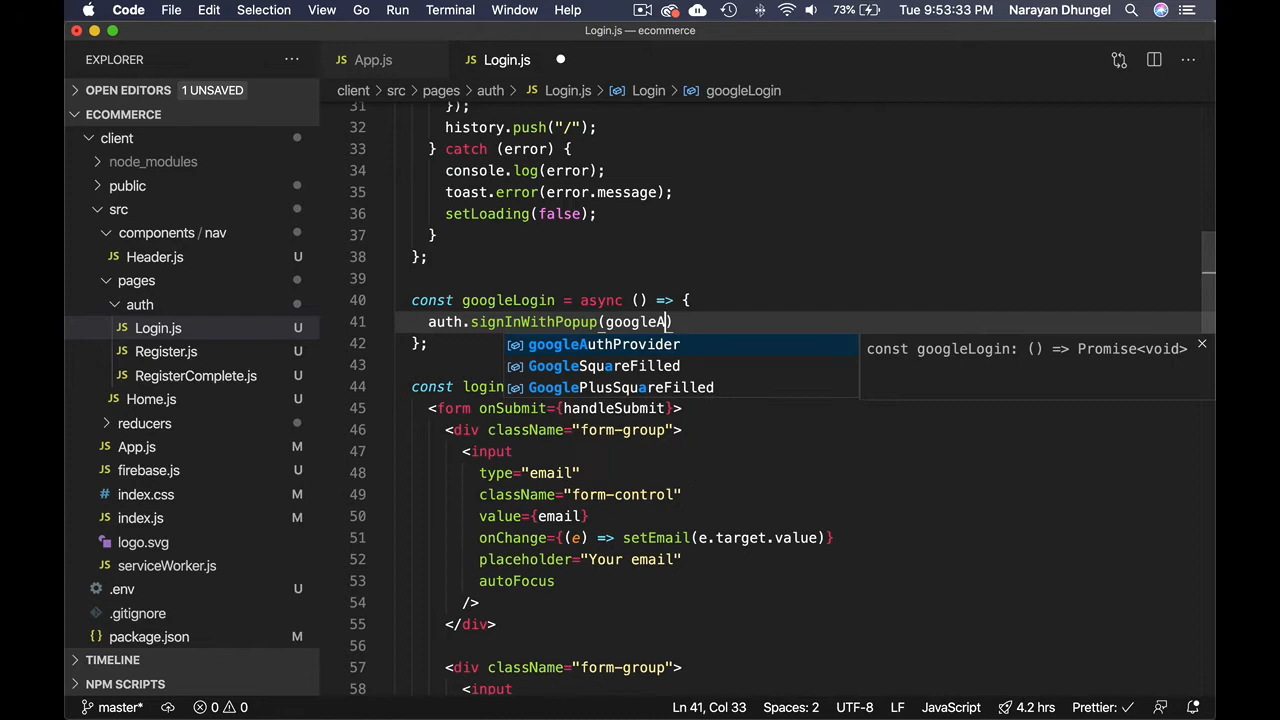 Code File Edit Selection View Go Run Terminal Window Help 73% Tue 9:53:33 PM Narayan Dhungel
Login.js — ecommerce
EXPLORER
JS App.js
JS Login.js
OPEN EDITORS 1 UNSAVED
client > src > pages > auth > JS Login.js > Login > googleLogin
ECOMMERCE
client
node_modules
public
src
components / nav
JS Header.js U
pages
auth
JS Login.js U
JS Register.js U
JS RegisterComplete.js U
JS Home.js U
reducers
JS App.js U
JS firebase.js U
# index.css M
JS index.js M
logo.svg
serviceWorker.js
.env U
.gitignore
{} package.json M
TIMELINE
NPM SCRIPTS
31 });
32 history.push("/");
33 } catch (error) {
34 console.log(error);
35 toast.error(error.message);
36 setLoading(false);
37 }
38 };
39
40 const googleLogin = async () => {
41 auth.signInWithPopup(googleA)
42 };
googleAuthProvider
GoogleSquareFilled
GooglePlusSquareFilled
const googleLogin: () => Promise<void>
43
44 const login
45 <form onSubmit={handleSubmit}>
46 <div className="form-group">
47 <input
48 type="email"
49 className="form-control"
50 value={email}
51 onChange={(e) => setEmail(e.target.value)}
52 placeholder="Your email"
53 autoFocus
54 />
55 </div>
56
57 <div className="form-group">
58 <input
master* 0 0 Ln 41, Col 33 Spaces: 2 UTF-8 LF JavaScript 4.2 hrs Prettier: ✓